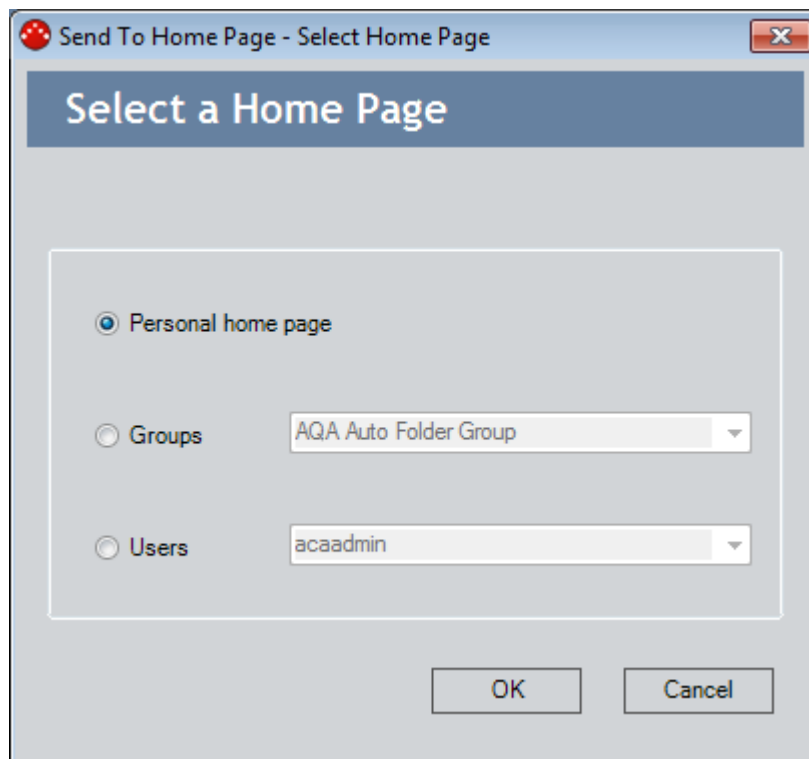 Send To Home Page - Select Home Page
Select a Home Page
Personal home page
Groups AQA Auto Folder Group
Users acaadmin
OK Cancel